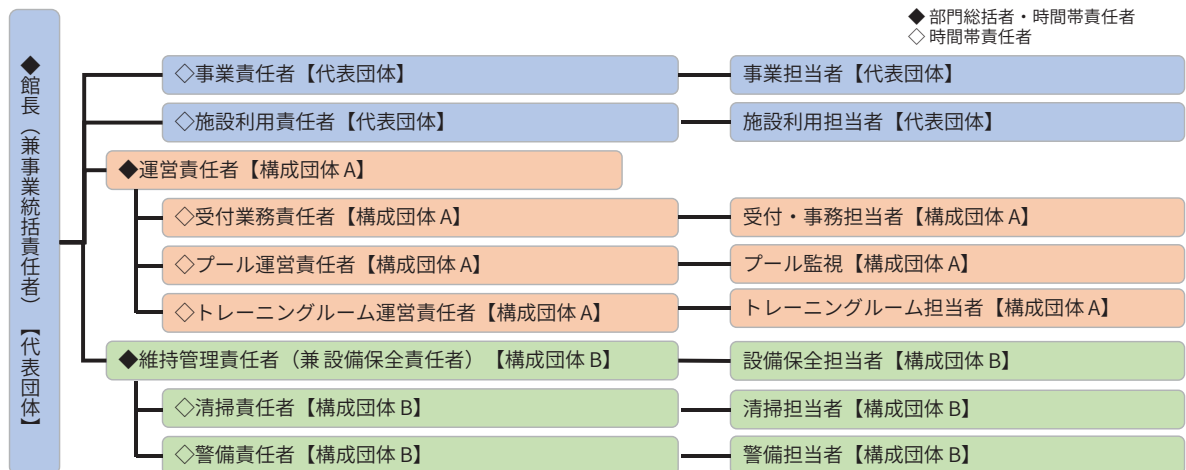 ◆ 部門総括者・時間帯責任者
◇ 時間帯責任者
◆館長（兼事業統括責任者）【代表団体】
◇事業責任者【代表団体】
事業担当者【代表団体】
◇施設利用責任者【代表団体】
施設利用担当者【代表団体】
◆運営責任者【構成団体 A】
◇受付業務責任者【構成団体 A】
受付・事務担当者【構成団体 A】
◇プール運営責任者【構成団体 A】
プール監視【構成団体 A】
◇トレーニングルーム運営責任者【構成団体 A】
トレーニングルーム担当者【構成団体 A】
◆維持管理責任者（兼 設備保全責任者）【構成団体 B】
設備保全担当者【構成団体 B】
◇清掃責任者【構成団体 B】
清掃担当者【構成団体 B】
◇警備責任者【構成団体 B】
警備担当者【構成団体 B】